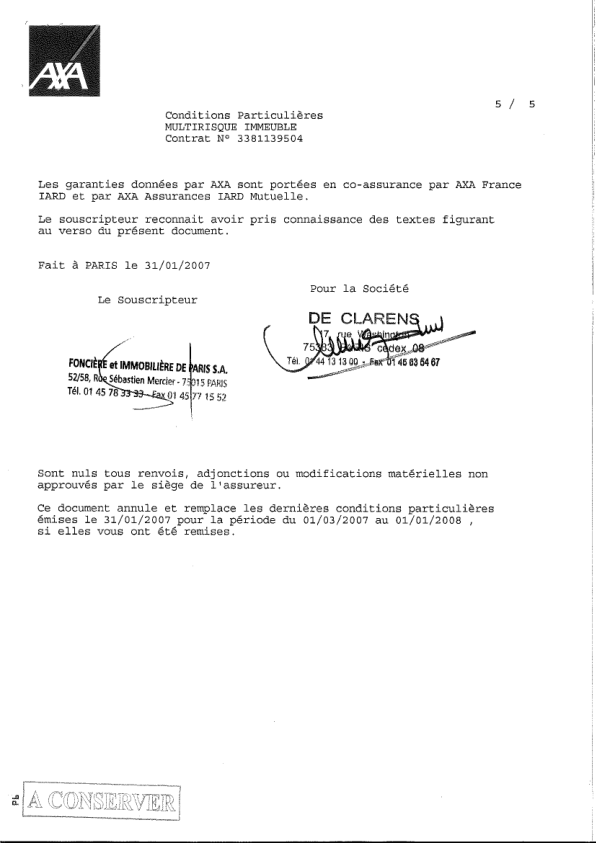 AXA
5 / 5
Conditions Particulières
MULTIRISQUE IMMEUBLE
Contrat N° 3381139504
Les garanties données par AXA sont portées en co-assurance par AXA France
IARD et par AXA Assurances IARD Mutuelle.
Le souscripteur reconnait avoir pris connaissance des textes figurant
au verso du présent document.
Fait à PARIS le 31/01/2007
Pour la Société
Le Souscripteur
DE CLARENS
rue Washington
cedex 08
Tél. 01 44 13 13 00 - Fax 01 45 63 54 67
FONCIÈRE et IMMOBILIÈRE DE PARIS S.A.
52/58, Rue Sébastien Mercier - 75015 PARIS
Tél. 01 45 78 33 33 - Fax 01 45 77 15 52
Sont nuls tous renvois, adjonctions ou modifications matérielles non
approuvés par le siège de l'assureur.
Ce document annule et remplace les dernières conditions particulières
émises le 31/01/2007 pour la période du 01/03/2007 au 01/01/2008 ,
si elles vous ont été remises.
A CONSERVER